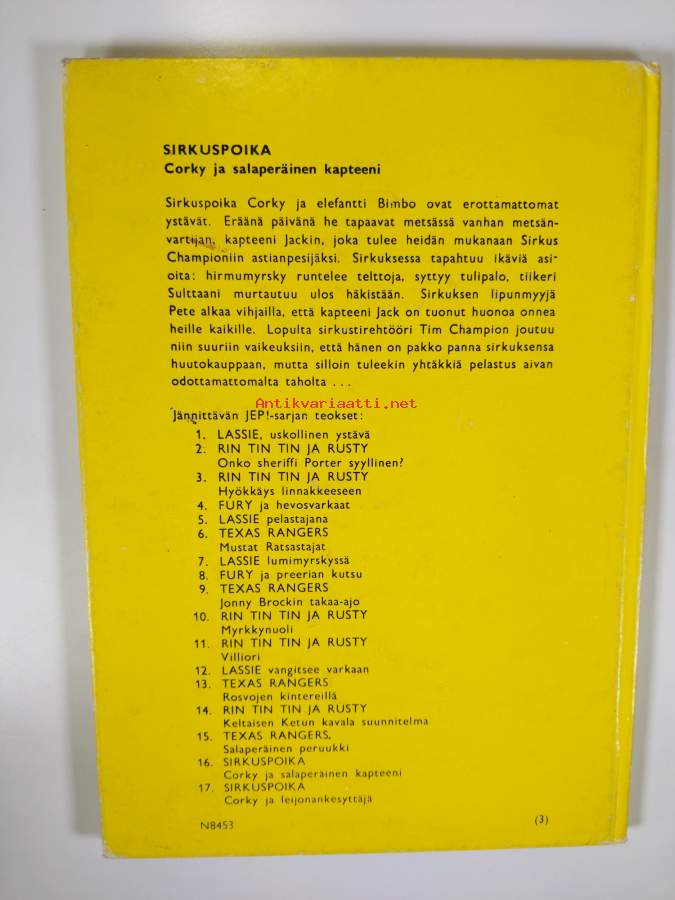 SIRKUSPOIKA
Corky ja salaperäinen kapteeni
Sirkuspoika Corky ja elefantti Bimbo ovat erottamattomat
ystävät. Eräänä päivänä he tapaavat metsässä vanhan metsän-
vartijan, kapteeni Jackin, joka tulee heidän mukanaan Sirkus
Championiin astianpesijäksi. Sirkuksessa tapahtuu ikäviä asi-
oita: hirmumyrsky runtelee telttoja, syttyy tulipalo, tiikeri
Sulttaani murtautuu ulos häkistään. Sirkuksen lipunmyyjä
Pete alkaa vihjailla, että kapteeni Jack on tuonut huonoa onnea
heille kaikille. Lopulta sirkustirehtööri Tim Champion joutuu
niin suuriin vaikeuksiin, että hänen on pakko panna sirkuksensa
huutokauppaan, mutta silloin tuleekin yhtäkkiä pelastus aivan
odottamattomalta taholta ...
Antikvariaatti.net
Jännittävän JEP!-sarjan teokset:
1. LASSIE, uskollinen ystävä
2. RIN TIN TIN JA RUSTY
Onko sheriffi Porter syyllinen?
3. RIN TIN TIN JA RUSTY
Hyökkäys linnakkeeseen
4. FURY ja hevosvarkaat
5. LASSIE pelastajana
6. TEXAS RANGERS
Mustat Ratsastajat
7. LASSIE lumimyrskyssä
8. FURY ja preerian kutsu
9. TEXAS RANGERS
Jonny Brockin takaa-ajo
10. RIN TIN TIN JA RUSTY
Myrkkynuoli
11. RIN TIN TIN JA RUSTY
Villiori
12. LASSIE vangitsee varkaan
13. TEXAS RANGERS
Rosvojen kintereillä
14. RIN TIN TIN JA RUSTY
Keltaisen Ketun kavala suunnitelma
15. TEXAS RANGERS.
Salaperäinen peruukki
16. SIRKUSPOIKA
Corky ja salaperäinen kapteeni
17. SIRKUSPOIKA
Corky ja leijonankesyttäjä
N8453
(3)